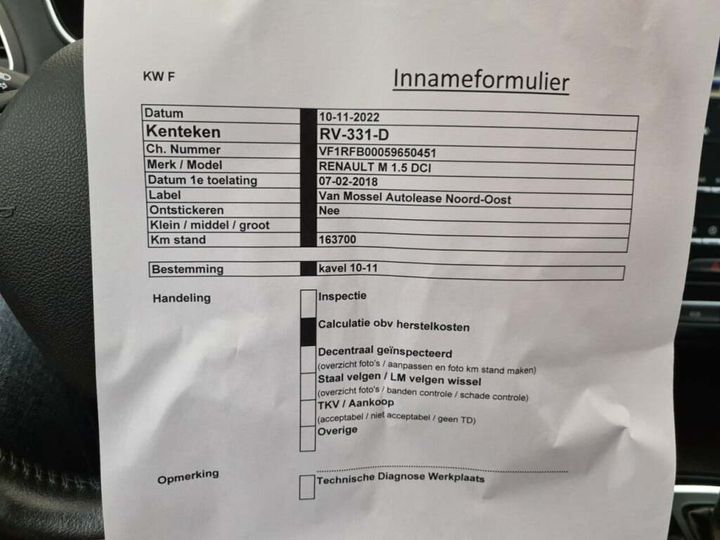 KW F
Innameformulier
Datum 10-11-2022
Kenteken RV-331-D
Ch. Nummer VF1RFB00059650451
Merk / Model RENAULT M 1.5 DCI
Datum 1e toelating 07-02-2018
Label Van Mossel Autolease Noord-Oost
Ontstickeren Nee
Klein / middel / groot
Km stand 163700
Bestemming kavel 10-11
Handeling Inspectie
Calculatie obv herstelkosten
Decentraal geïnspecteerd
(overzicht foto's / aanpassen en foto km stand maken)
Staal velgen / LM velgen wissel
(overzicht foto's / banden controle / schade controle)
TKV / Aankoop
(acceptabel / niet acceptabel / geen TD)
Overige
Opmerking
Technische Diagnose Werkplaats